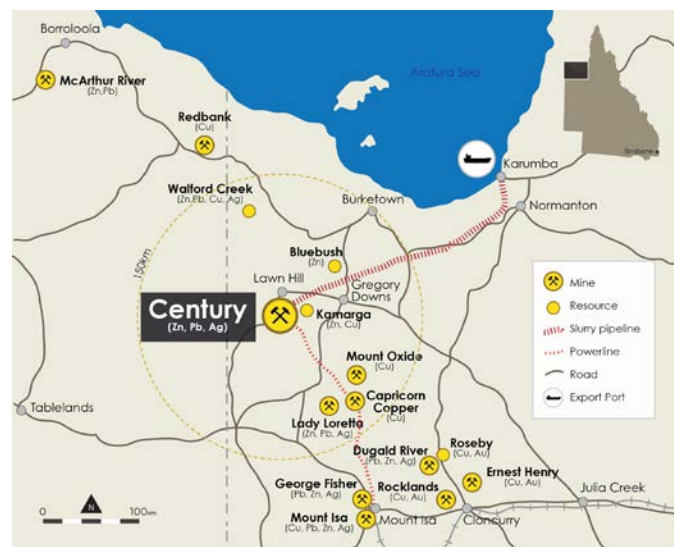 Borroloola
McArthur River
(Zn,Pb)
Redbank
(Cu)
Arafura Sea
Brisbane
Karumba
Walford Creek
(Zn,Pb, Cu, Ag)
Burketown
Normanton
150km
Bluebush
(Zn)
Lawn Hill
Gregory
Downs
Century
(Zn, Pb, Ag)
Kamarga
(Zn, Cu)
Mine
Resource
Slurry pipeline
Powerline
Road
Export Port
Mount Oxide
(Cu)
Capricorn
Copper
(Cu)
Tablelands
Lady Loretta
(Zn, Pb, Ag)
Dugald River
(Pb, Zn, Ag)
Roseby
(Cu, Au)
Ernest Henry
(Cu, Au)
George Fisher
(Pb, Zn, Ag)
Rocklands
(Cu, Au)
Julia Creek
Mount Isa
(Cu, Pb, Zn, Ag)
Mount Isa
Cloncurry
N
0 100km